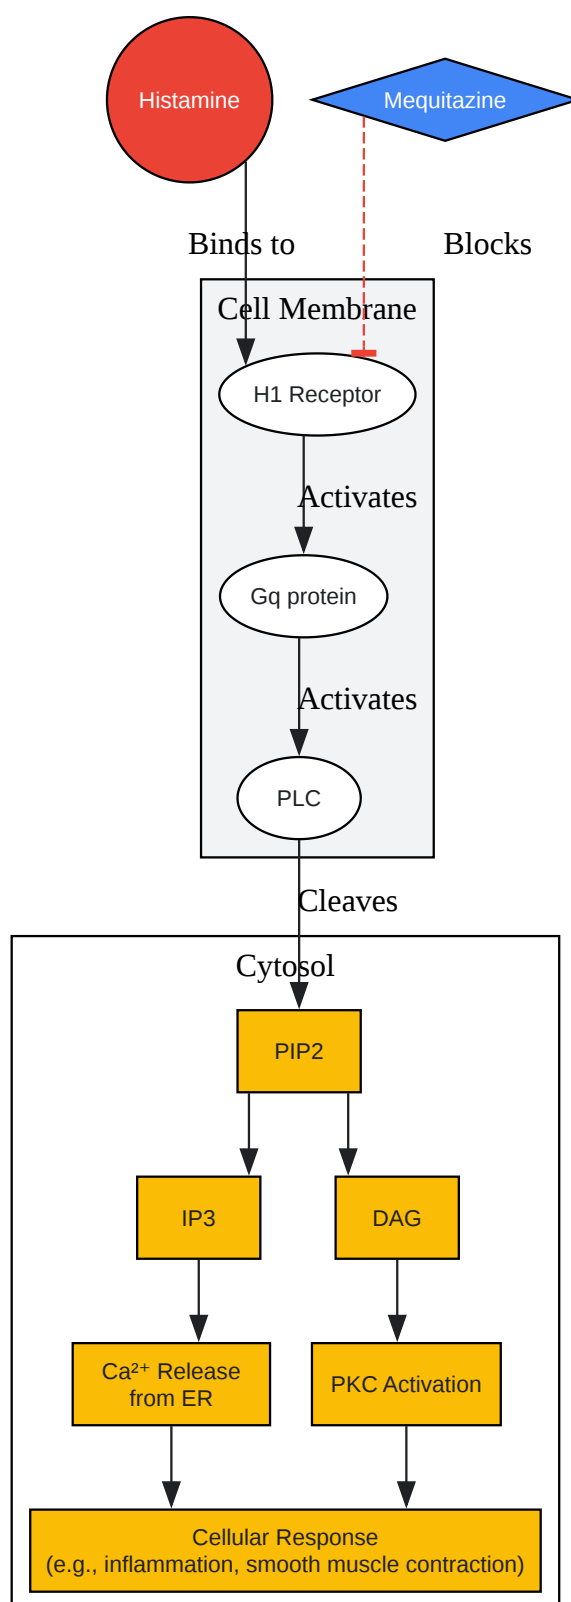 Histamine
Mequitazine
Binds to
Blocks
Cell Membrane
H1 Receptor
Activates
Gq protein
Activates
PLC
Cleaves
Cytosol
PIP2
IP3
DAG
Ca²⁺ Release
from ER
PKC Activation
Cellular Response
(e.g., inflammation, smooth muscle contraction)